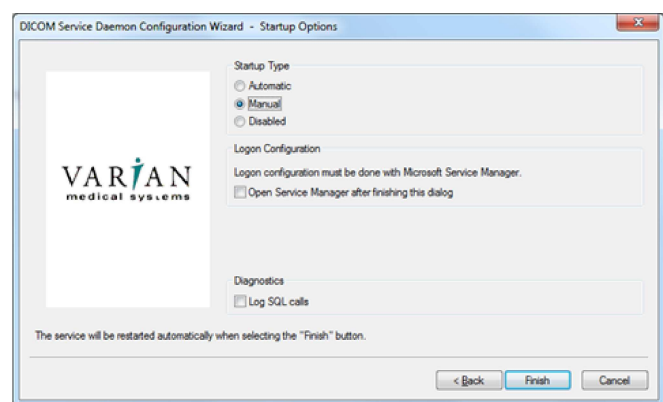 DICOM Service Daemon Configuration Wizard - Startup Options
Startup Type
Automatic
Manual
Disabled
VARIAN
medical systems
Logon Configuration
Logon configuration must be done with Microsoft Service Manager.
Open Service Manager after finishing this dialog
Diagnostics
Log SQL calls
The service will be restarted automatically when selecting the "Finish" button.
< Back
Finish
Cancel